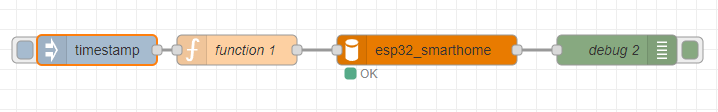 timestamp
function 1
esp32_smarthome
debug 2
OK